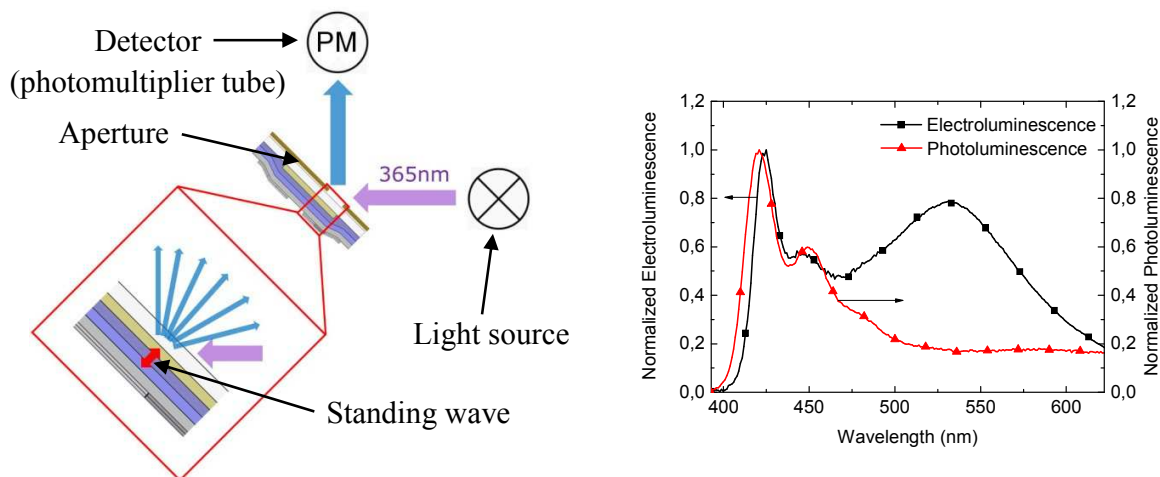 Detector
(photomultiplier tube)
PM
Aperture
365nm
Light source
Standing wave
Normalized Electroluminescence
1,2
1,0
0,8
0,6
0,4
0,2
0,0
Electroluminescence
Photoluminescence
1,2
1,0
0,8
0,6
0,4
0,2
0,0
Normalized Photoluminescence
400 450 500 550 600
Wavelength (nm)